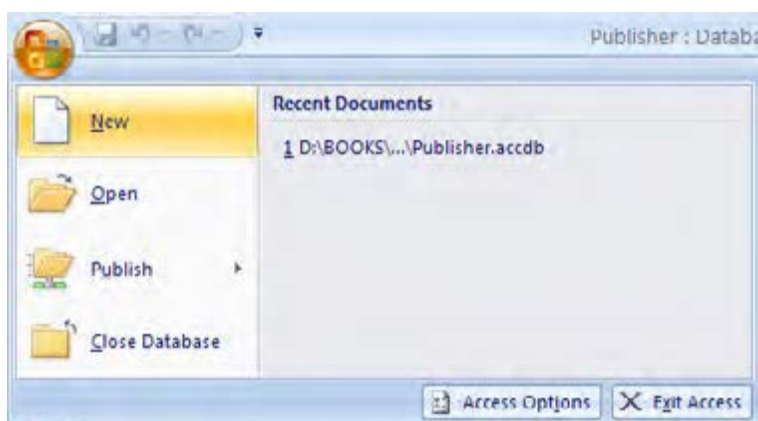 Publisher : Databa
New
Open
Publish
Close Database
Recent Documents
1 D:\BOOKS\...\Publisher.accdb
Access Options
Exit Access